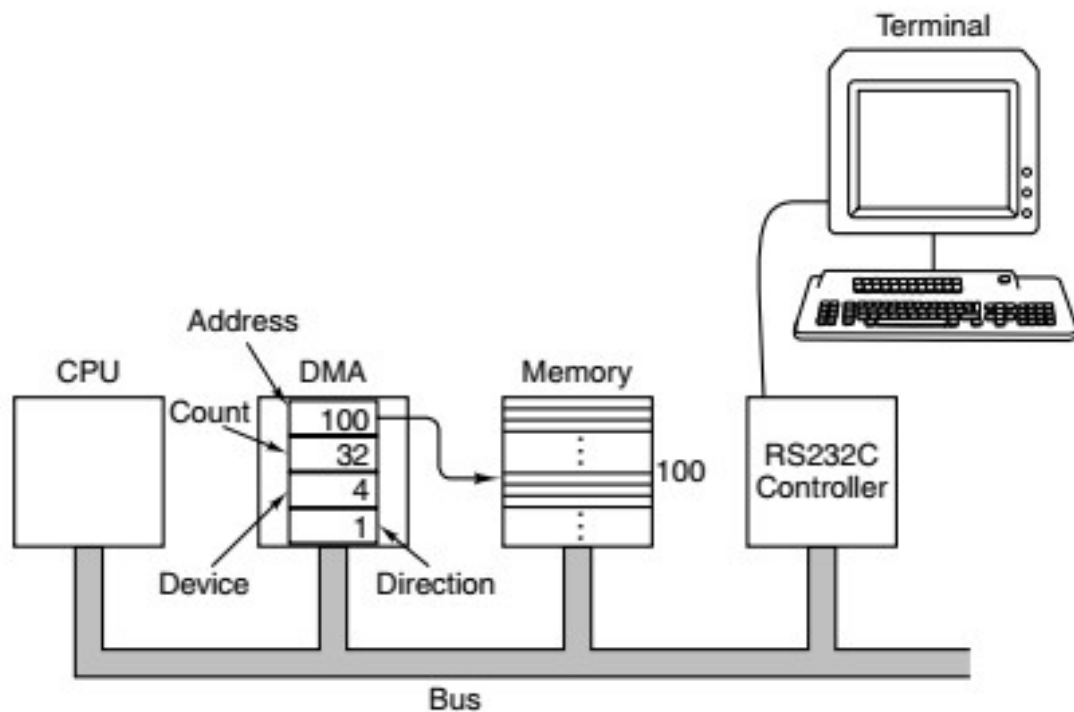 Terminal
Address
CPU
DMA
Memory
Count
100
32
4
1
100
RS232C
Controller
Device
Direction
Bus